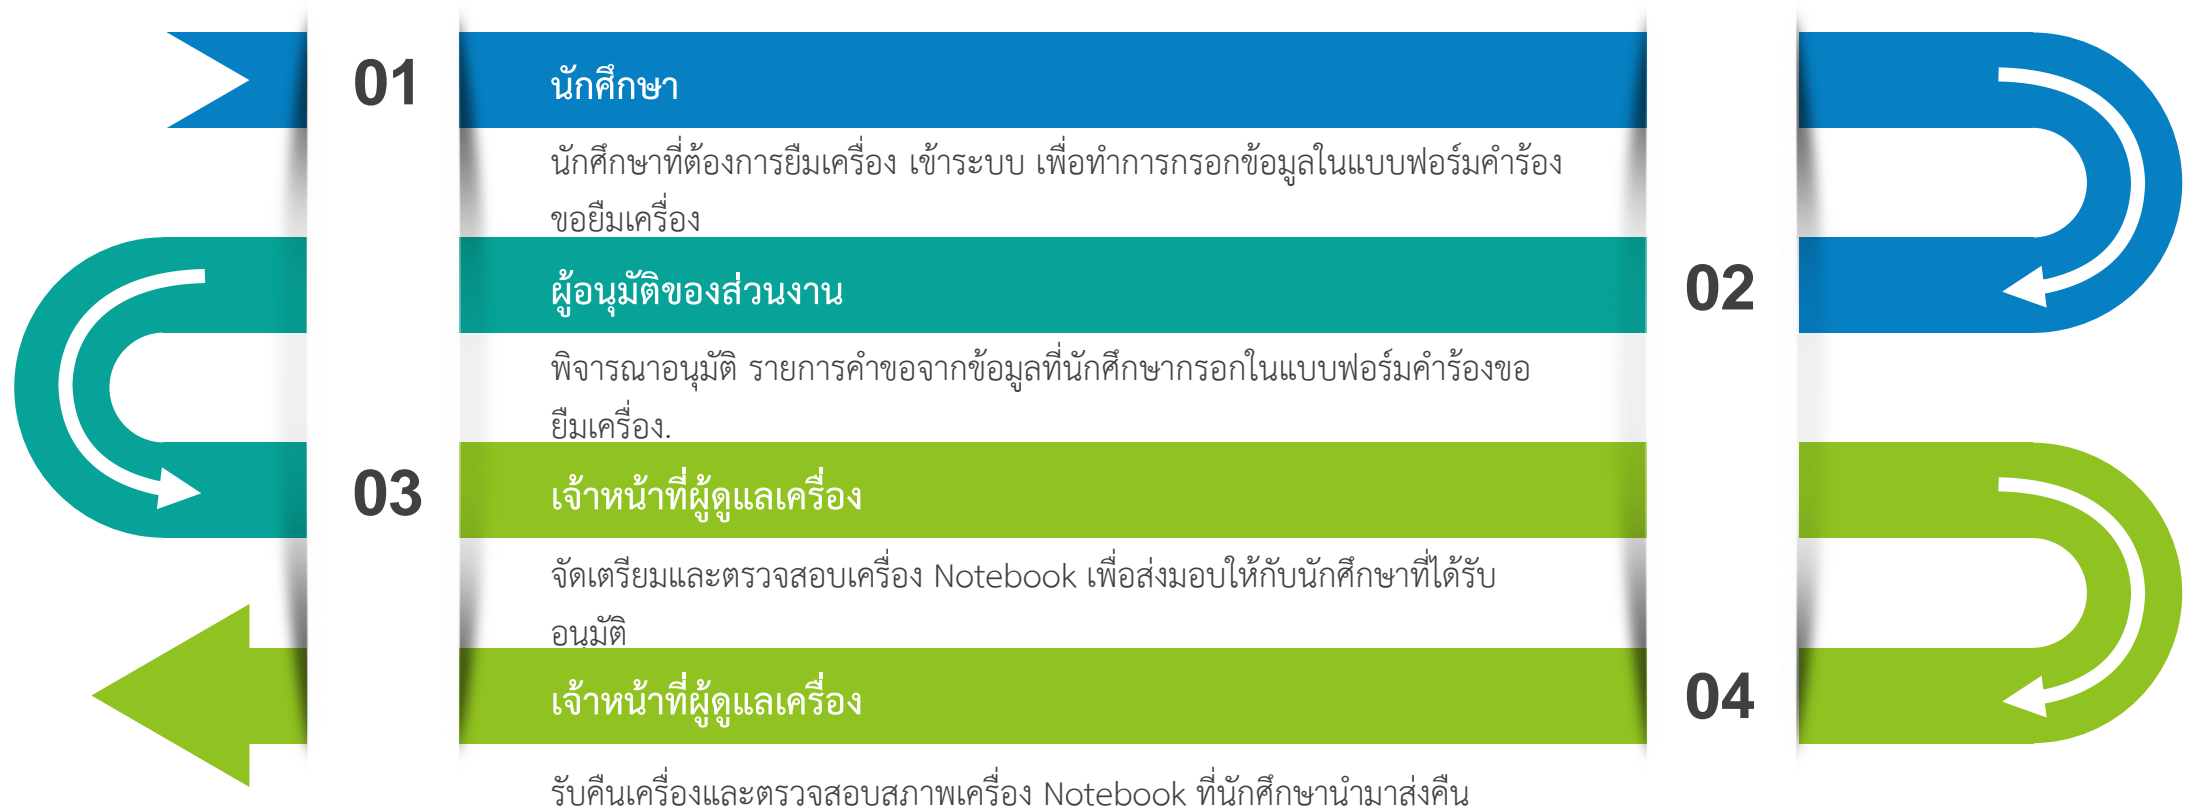 01
นักศึกษา
นักศึกษาที่ต้องการยืมเครื่อง เข้าระบบ เพื่อทำการกรอกข้อมูลในแบบฟอร์มคำร้อง
ขอยืมเครื่อง
ผู้อนุมัติของส่วนงาน
02
พิจารณาอนุมัติ รายการคำขอจากข้อมูลที่นักศึกษากรอกในแบบฟอร์มคำร้องขอ
ยืมเครื่อง.
03
เจ้าหน้าที่ผู้ดูแลเครื่อง
จัดเตรียมและตรวจสอบเครื่อง Notebook เพื่อส่งมอบให้กับนักศึกษาที่ได้รับ
อนุมัติ
เจ้าหน้าที่ผู้ดูแลเครื่อง
04
รับคืนเครื่องและตรวจสอบสภาพเครื่อง Notebook ที่นักศึกษานำมาส่งคืน